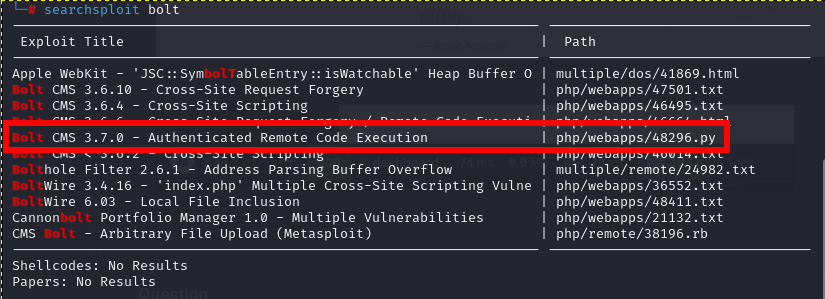 └─# searchsploit bolt
Exploit Title | Path
Apple WebKit - 'JSC::SymbolTableEntry::isWatchable' Heap Buffer O | multiple/dos/41869.html
Bolt CMS 3.6.10 - Cross-Site Request Forgery | php/webapps/47501.txt
Bolt CMS 3.6.4 - Cross-Site Scripting | php/webapps/46495.txt
Bolt CMS 3.6.6 - Cross-Site Request Forgery / Remote Code Executi | php/webapps/46664.html
Bolt CMS 3.7.0 - Authenticated Remote Code Execution | php/webapps/48296.py
Bolt CMS < 3.6.2 - Cross-Site Scripting | php/webapps/46014.txt
Bolthole Filter 2.6.1 - Address Parsing Buffer Overflow | multiple/remote/24982.txt
BoltWire 3.4.16 - 'index.php' Multiple Cross-Site Scripting Vulne | php/webapps/36552.txt
BoltWire 6.03 - Local File Inclusion | php/webapps/48411.txt
Cannonbolt Portfolio Manager 1.0 - Multiple Vulnerabilities | php/webapps/21132.txt
CMS Bolt - Arbitrary File Upload (Metasploit) | php/remote/38196.rb
Shellcodes: No Results
Papers: No Results
Question